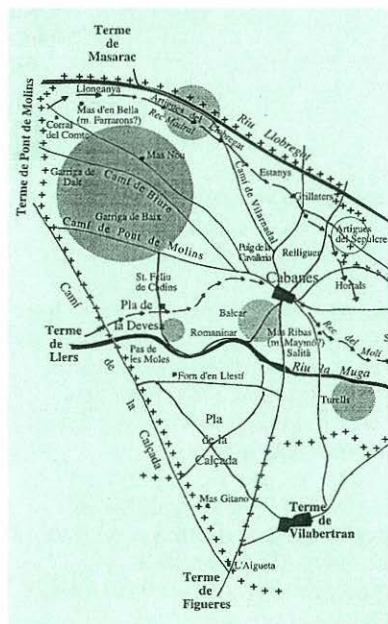 Terme
de
Masarac
Terme de Pont de Molins
Llonganya
Mas d'en Bella
(m. Farrarons?)
Corral
del Comte
Artigues del Llobregat
Rec Madral
Riu Llobregat
Mas Nou
Garriga de
Dalt
Camí de Biure
Garriga de Baix
Camí de Pont de Molins
Camí de Vilarnadal
Estanys
Grillaters
Artigues
del Sepulcre
Puig de la
Cavalleria
Relliguer
Hortals
St. Feliu
de Cadins
Cabanes
Pla de
la Devesa
Balcar
Terme
de
Llers
Romaninar
Pas de
les Moles
Mas Ribas
(m. Maymó?)
Salità
Rec del Molí
S
Riu la Muga
Forn d'en Llestí
Turells
Camí de la Calçada
Pla
de la
Calçada
Mas Gitano
Terme
de
Vilabertran
L'Aigueta
Terme
de
Figueres